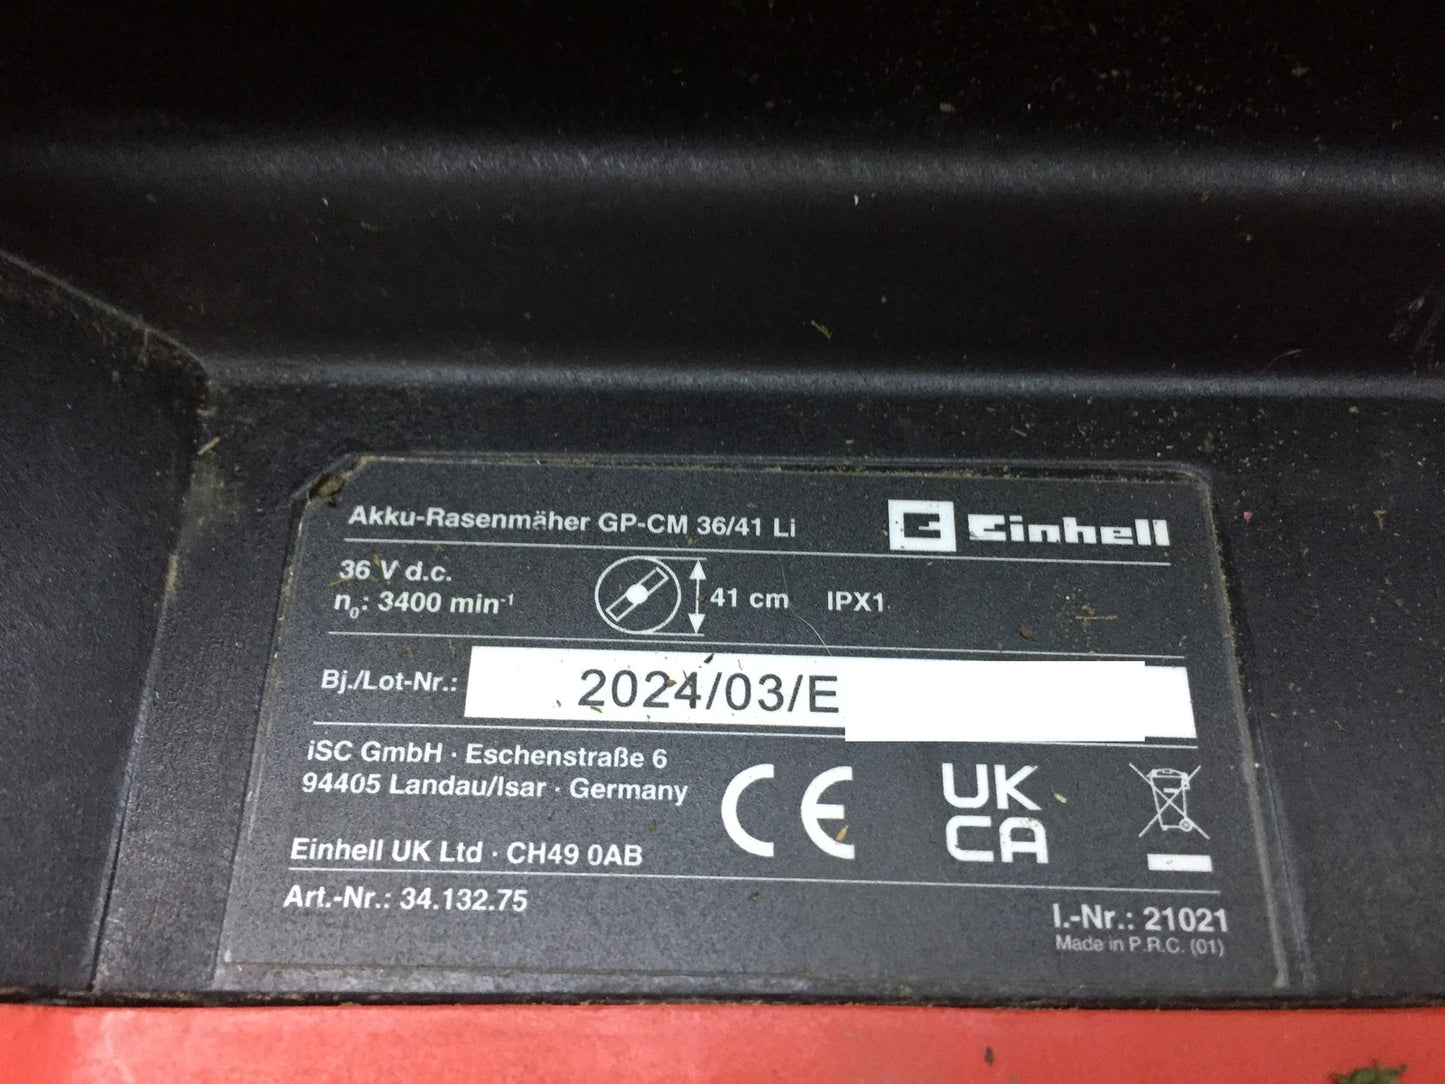 Akku-Rasenmäher GP-CM 36/41 Li
Einhell
36 V d.c.
n₀: 3400 min⁻¹
41 cm
IPX1
Bj./Lot-Nr.: 2024/03/E
iSC GmbH · Eschenstraße 6
94405 Landau/Isar · Germany
Einhell UK Ltd · CH49 0AB
CE
UK
CA
Art.-Nr.: 34.132.75
I.-Nr.: 21021
Made in P.R.C. (01)